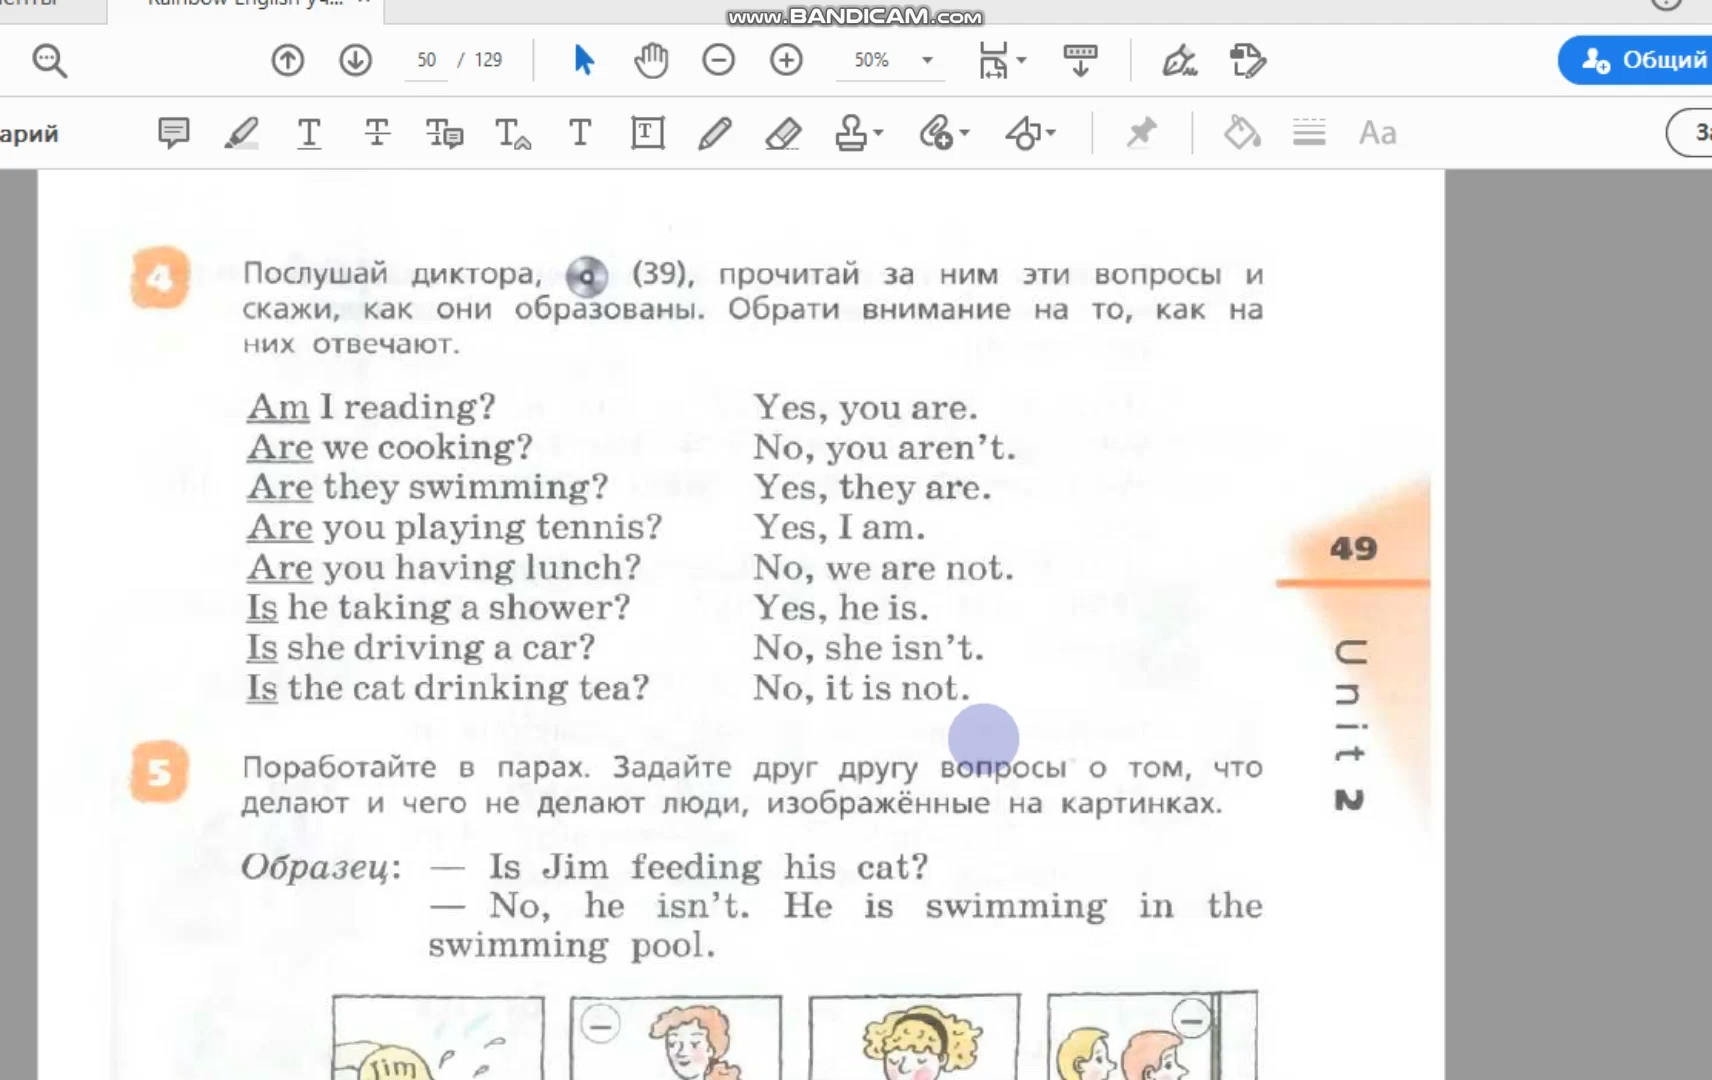 Rainbow English уч...
www.BANDICAM.com
50 / 129
50%
Общий
арий
Aa
4
Послушай диктора, (39), прочитай за ним эти вопросы и
скажи, как они образованы. Обрати внимание на то, как на
них отвечают.
Am I reading? Yes, you are.
Are we cooking? No, you aren't.
Are they swimming? Yes, they are.
Are you playing tennis? Yes, I am.
Are you having lunch? No, we are not.
Is he taking a shower? Yes, he is.
Is she driving a car? No, she isn't.
Is the cat drinking tea? No, it is not.
49
Unit 2
5
Поработайте в парах. Задайте друг другу вопросы о том, что
делают и чего не делают люди, изображённые на картинках.
Образец: — Is Jim feeding his cat?
— No, he isn't. He is swimming in the
swimming pool.
Jim